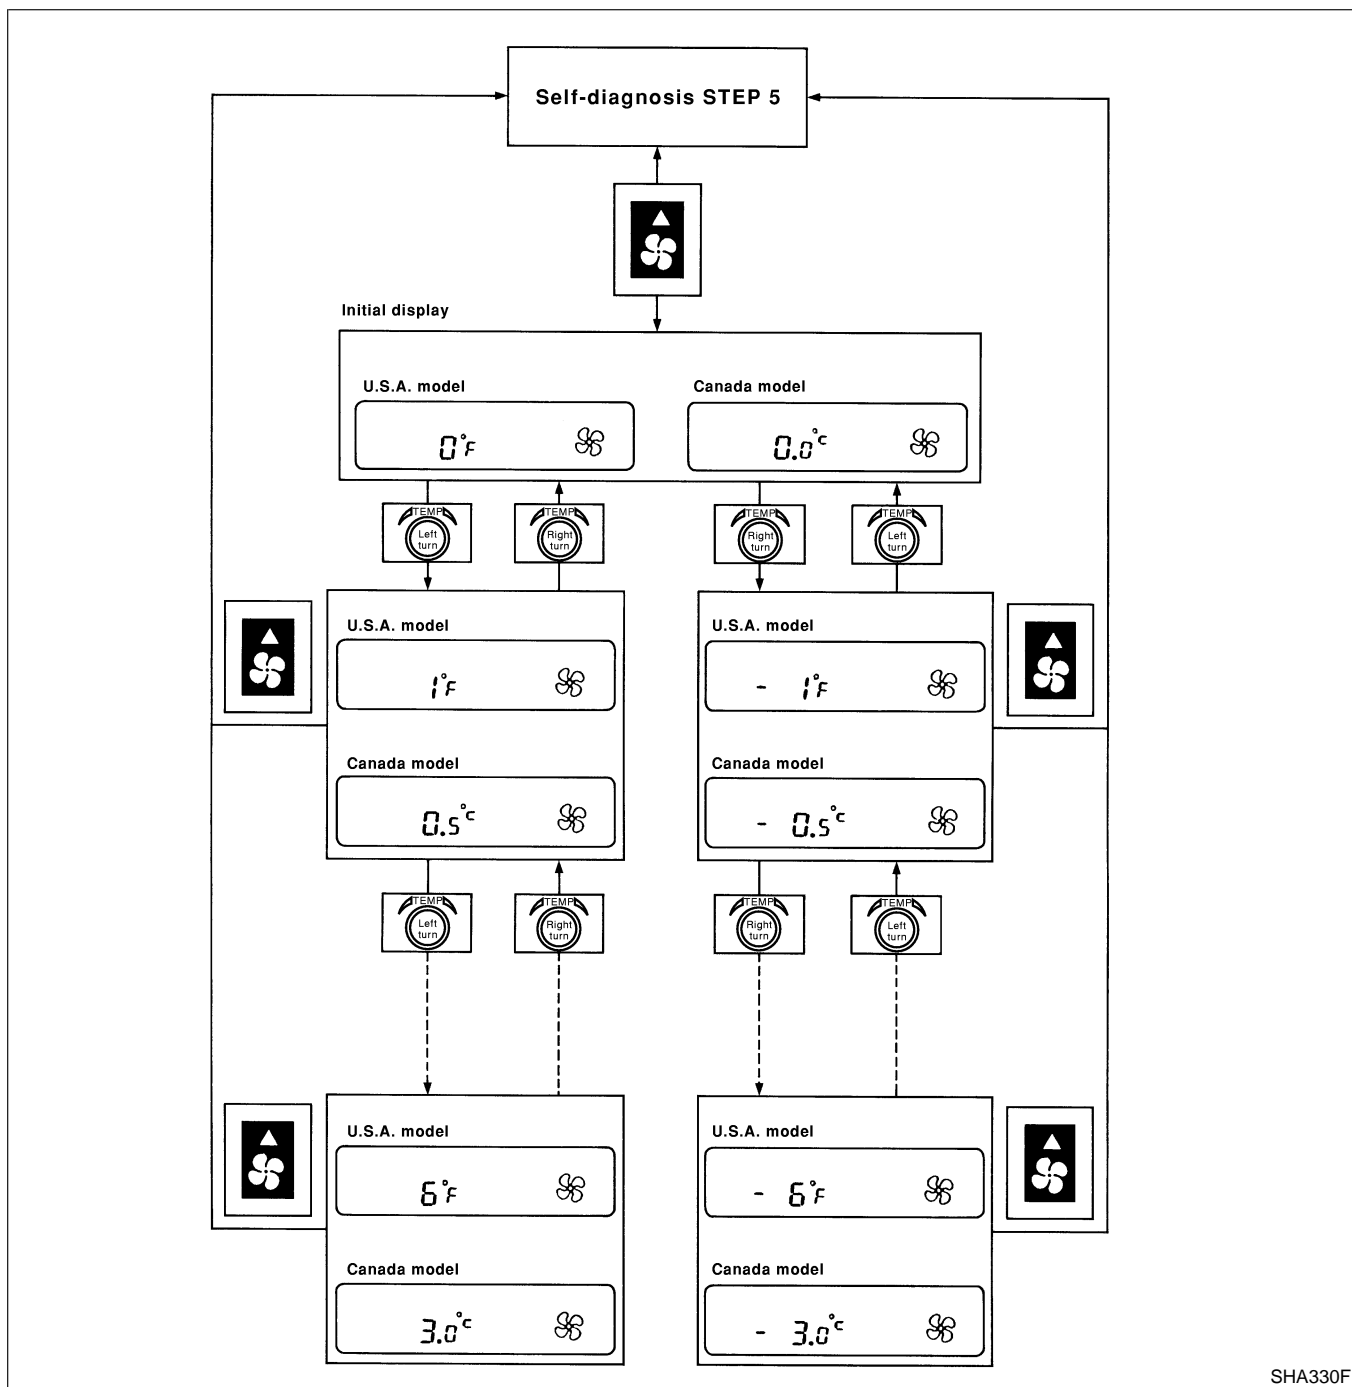 Self-diagnosis STEP 5
Initial display
U.S.A. model
Canada model
0°F
0.0°C
TEMP
Left
turn
TEMP
Right
turn
TEMP
Right
turn
TEMP
Left
turn
U.S.A. model
1°F
Canada model
0.5°C
U.S.A. model
- 1°F
Canada model
- 0.5°C
TEMP
Left
turn
TEMP
Right
turn
TEMP
Right
turn
TEMP
Left
turn
U.S.A. model
6°F
Canada model
3.0°C
U.S.A. model
- 6°F
Canada model
- 3.0°C
SHA330F